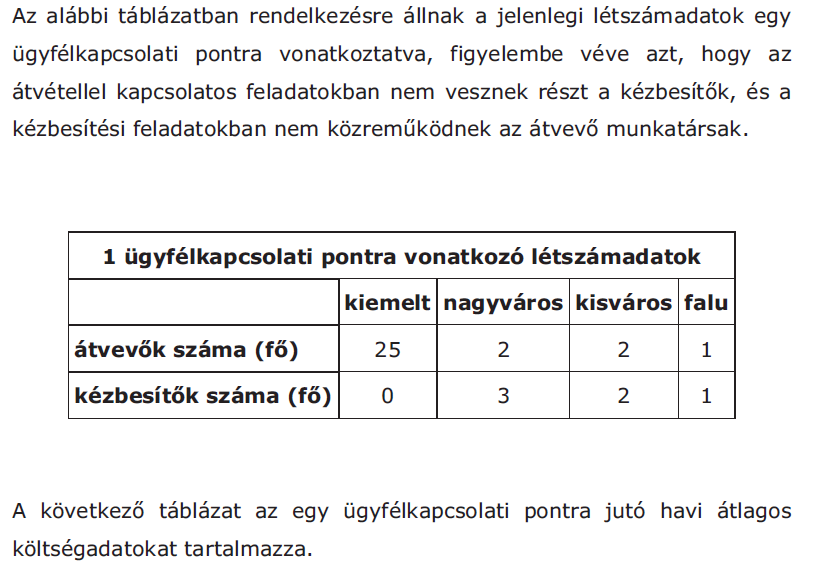 Az alábbi táblázatban rendelkezésre állnak a jelenlegi létszámadatok egy
ügyfélkapcsolati pontra vonatkoztatva, figyelembe véve azt, hogy az
átvétellel kapcsolatos feladatokban nem vesznek részt a kézbesítők, és a
kézbesítési feladatokban nem közreműködnek az átvevő munkatársak.
1 ügyfélkapcsolati pontra vonatkozó létszámadatok
kiemelt nagyváros kisváros falu
átvevők száma (fő) 25 2 2 1
kézbesítők száma (fő) 0 3 2 1
A következő táblázat az egy ügyfélkapcsolati pontra jutó havi átlagos
költségadatokat tartalmazza.